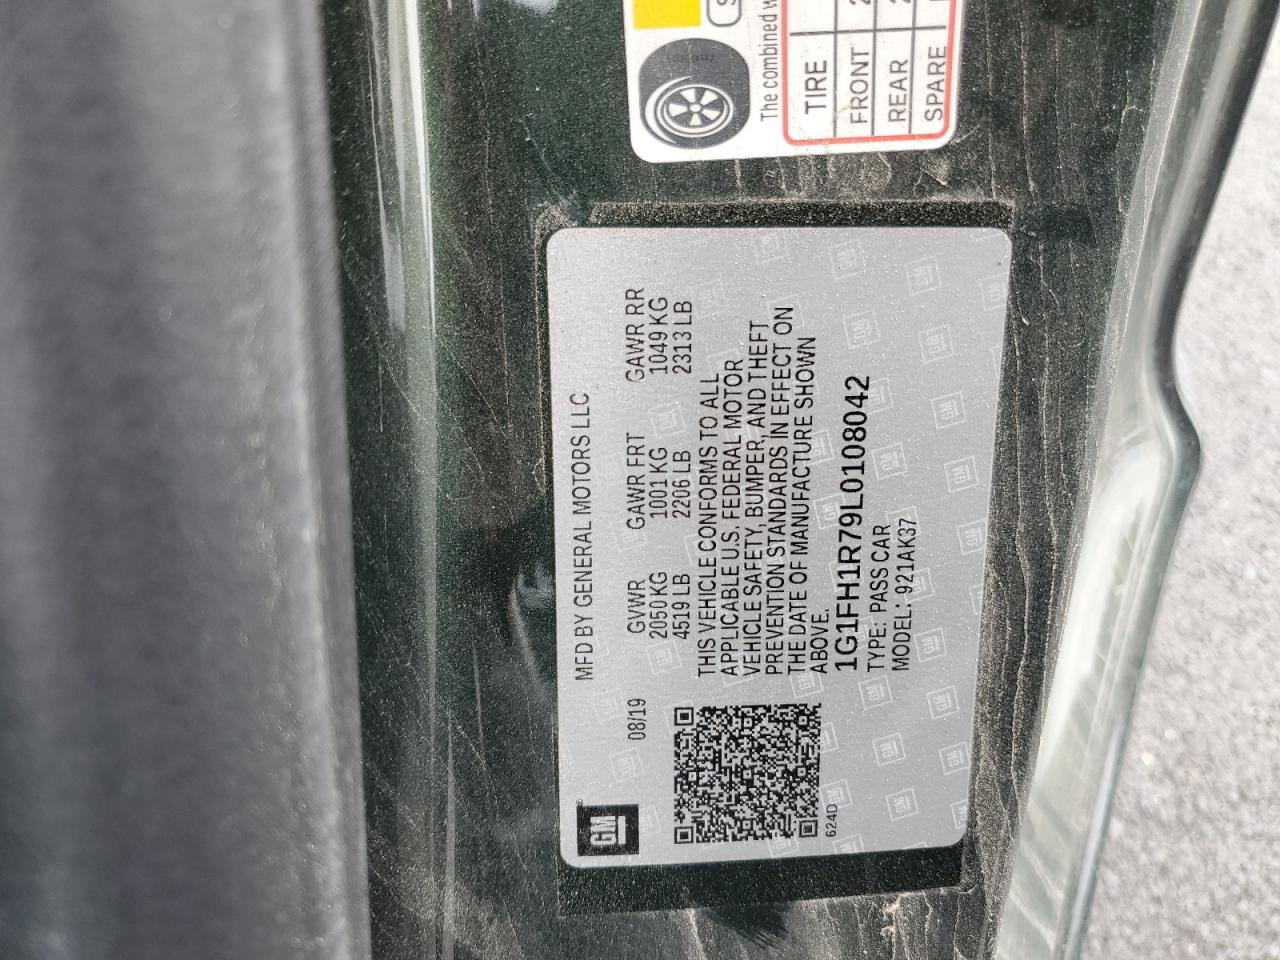 MFD BY GENERAL MOTORS LLC
08/19
GVWR GAWR FRT GAWR RR
2050 KG 1001 KG 1049 KG
4519 LB 2206 LB 2313 LB
THIS VEHICLE CONFORMS TO ALL
APPLICABLE U.S. FEDERAL MOTOR
VEHICLE SAFETY, BUMPER, AND THEFT
PREVENTION STANDARDS IN EFFECT ON
THE DATE OF MANUFACTURE SHOWN
ABOVE.
1G1FH1R79L0108042
TYPE: PASS CAR
MODEL: 921AK37
GM
624D
The combined
TIRE
FRONT
REAR
SPARE